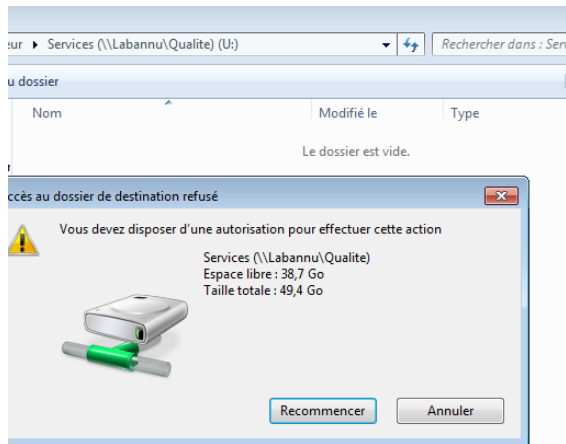 eur ▸ Services (\\Labannu\Qualite) (U:)
Rechercher dans : Ser
u dossier
Nom
Modifié le
Type
Le dossier est vide.
ccès au dossier de destination refusé
Vous devez disposer d'une autorisation pour effectuer cette action
Services (\\Labannu\Qualite)
Espace libre : 38,7 Go
Taille totale : 49,4 Go
Recommencer
Annuler